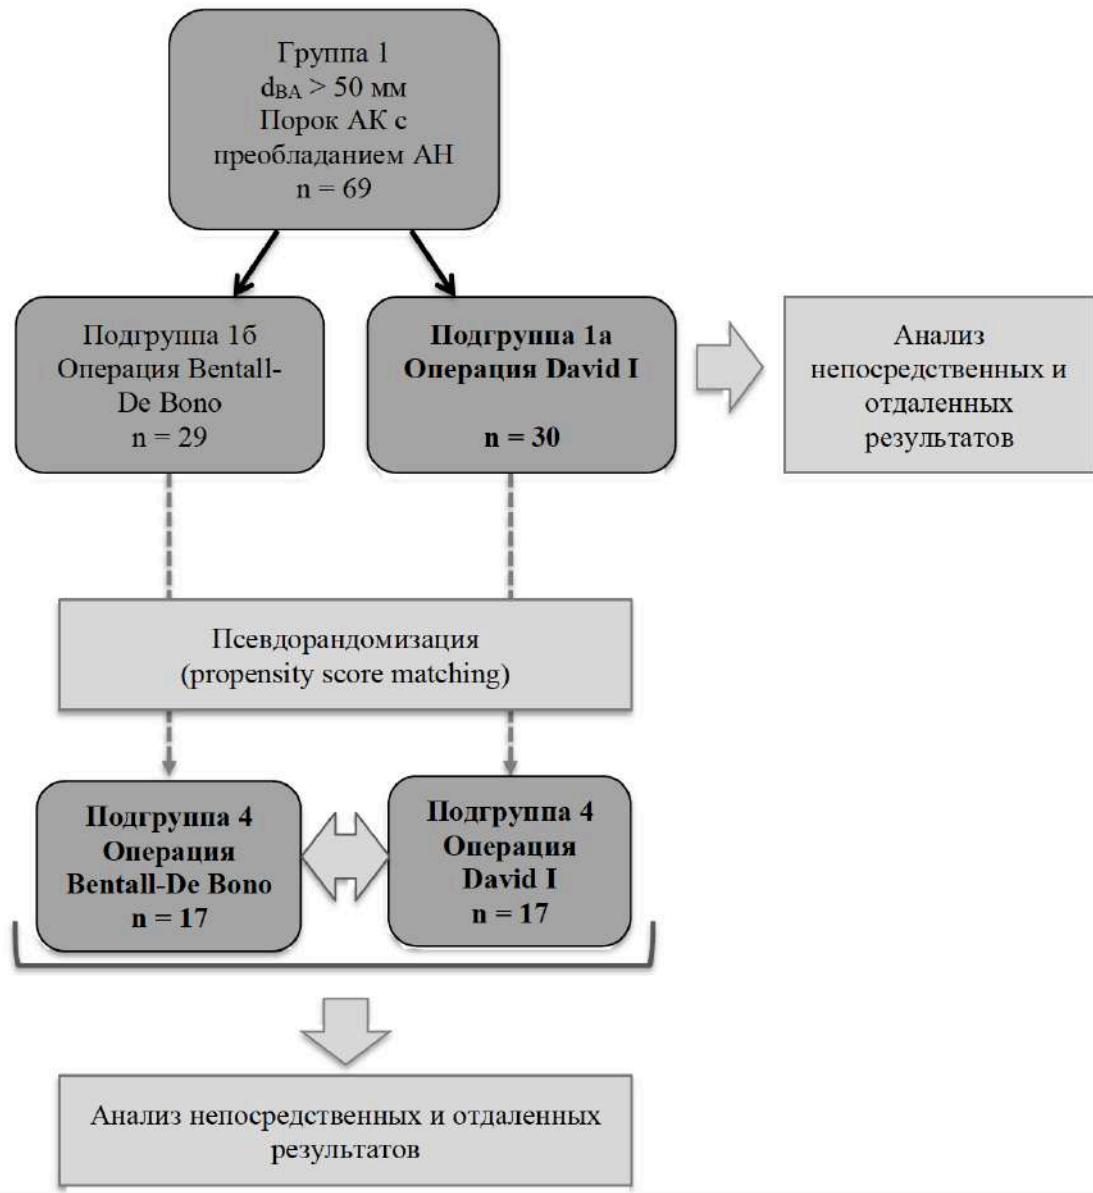 Группа 1
dВА > 50 мм
Порок АК с
преобладанием АН
n = 69
Подгруппа 1б
Операция Bentall-
De Bono
n = 29
Подгруппа 1а
Операция David I
n = 30
Анализ
непосредственных и
отдаленных
результатов
Псевдорандомизация
(propensity score matching)
Подгруппа 4
Операция
Bentall-De Bono
n = 17
Подгруппа 4
Операция
David I
n = 17
Анализ непосредственных и отдаленных
результатов